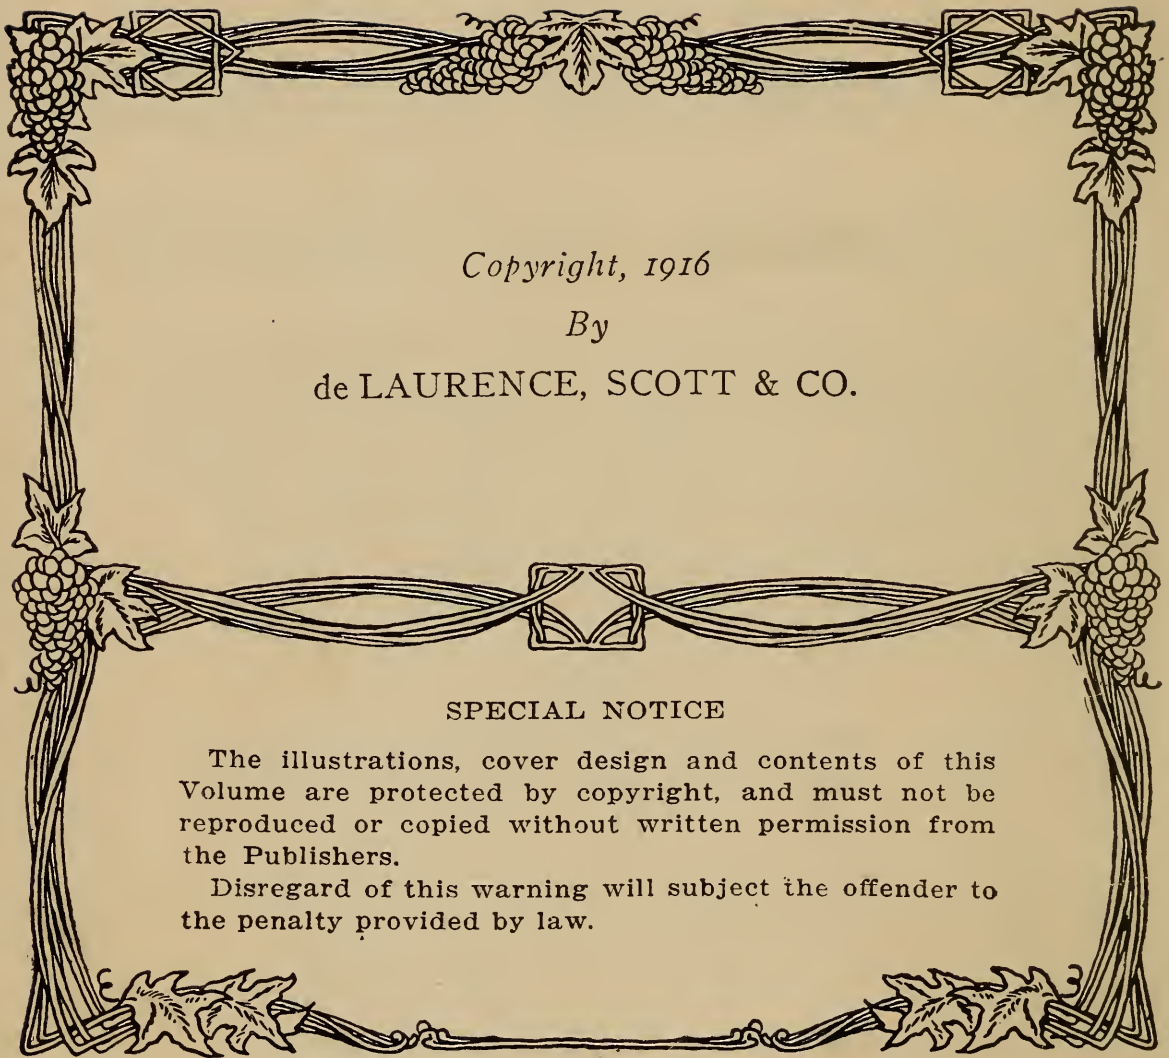 Copyright, 1916
By
de LAURENCE, SCOTT & CO.
SPECIAL NOTICE
The illustrations, cover design and contents of this
Volume are protected by copyright, and must not be
reproduced or copied without written permission from
the Publishers.
Disregard of this warning will subject the offender to
the penalty provided by law.